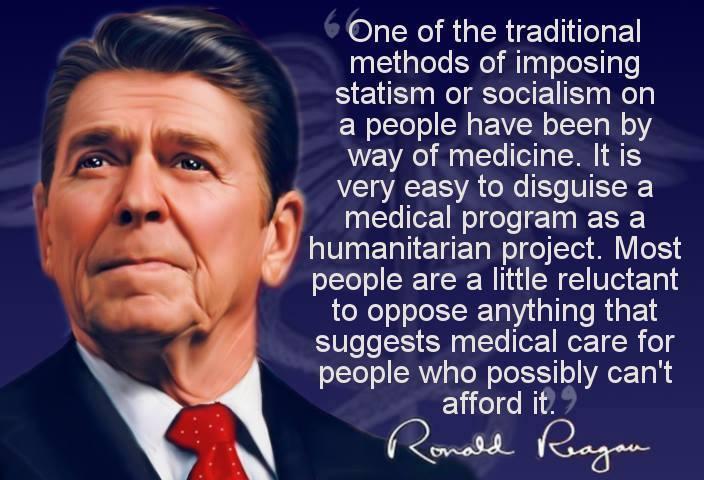 “One of the traditional
methods of imposing
statism or socialism on
a people have been by
way of medicine. It is
very easy to disguise a
medical program as a
humanitarian project. Most
people are a little reluctant
to oppose anything that
suggests medical care for
people who possibly can't
afford it.”
Ronald Reagan